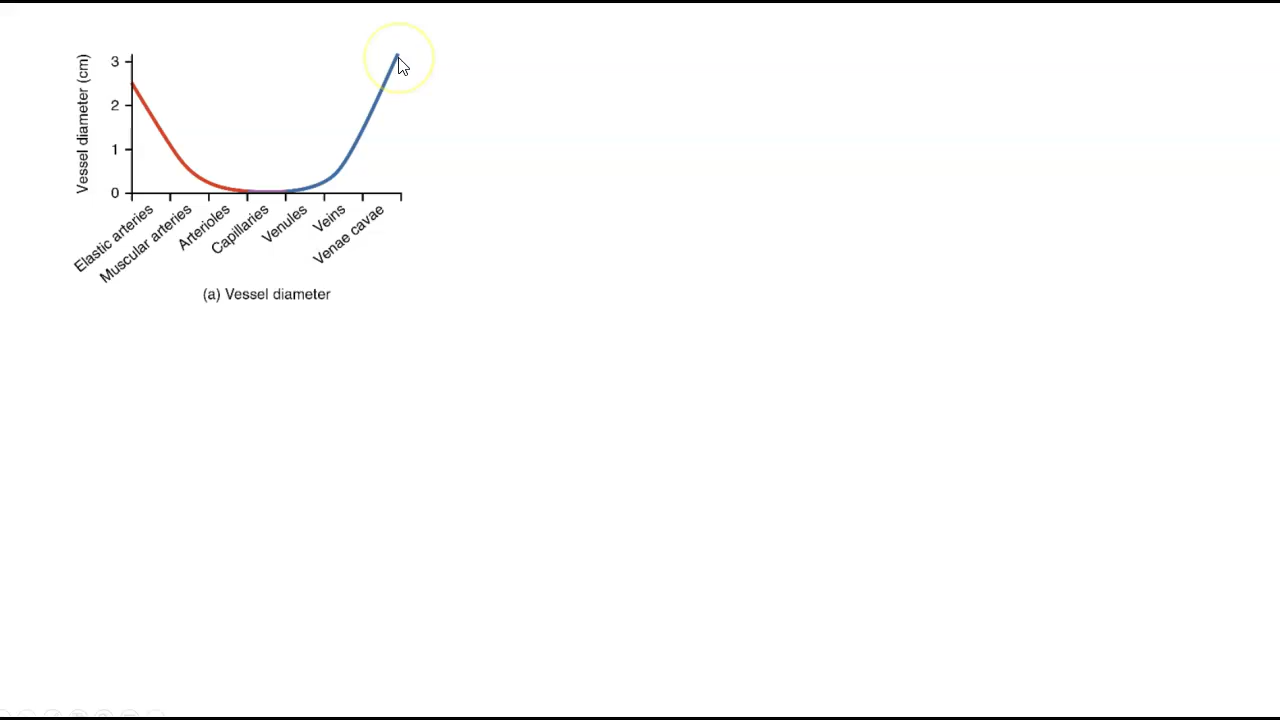 Vessel diameter (cm)
3
2
1
0
Elastic arteries
Muscular arteries
Arterioles
Capillaries
Venules
Veins
Venae cavae
(a) Vessel diameter